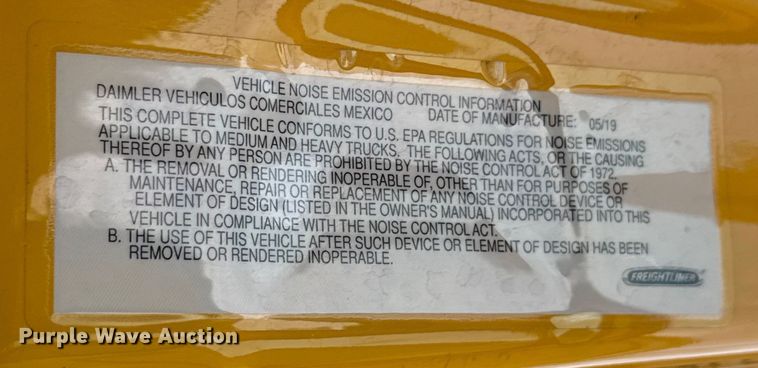 VEHICLE NOISE EMISSION CONTROL INFORMATION
DAIMLER VEHICULOS COMERCIALES MEXICO DATE OF MANUFACTURE: 05/19
THIS COMPLETE VEHICLE CONFORMS TO U.S. EPA REGULATIONS FOR NOISE EMISSIONS
APPLICABLE TO MEDIUM AND HEAVY TRUCKS. THE FOLLOWING ACTS, OR THE CAUSING
THEREOF BY ANY PERSON ARE PROHIBITED BY THE NOISE CONTROL ACT OF 1972.
A. THE REMOVAL OR RENDERING INOPERABLE OF, OTHER THAN FOR PURPOSES OF
MAINTENANCE, REPAIR OR REPLACEMENT OF ANY NOISE CONTROL DEVICE OR
ELEMENT OF DESIGN (LISTED IN THE OWNER'S MANUAL) INCORPORATED INTO THIS
VEHICLE IN COMPLIANCE WITH THE NOISE CONTROL ACT.
B. THE USE OF THIS VEHICLE AFTER SUCH DEVICE OR ELEMENT OF DESIGN HAS BEEN
REMOVED OR RENDERED INOPERABLE.
FREIGHTLINER
Purple Wave Auction®